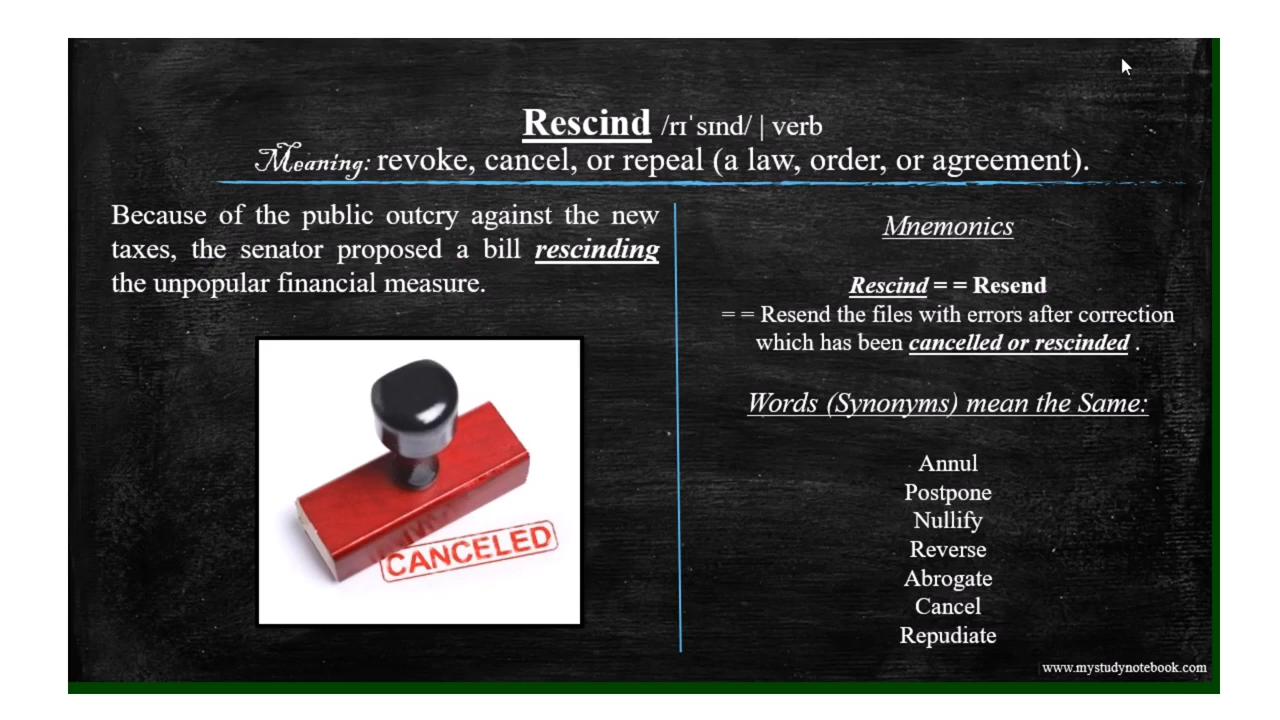 Rescind /rɪˈsɪnd/ | verb
Meaning: revoke, cancel, or repeal (a law, order, or agreement).
Because of the public outcry against the new
taxes, the senator proposed a bill rescinding
the unpopular financial measure.
CANCELED
Mnemonics
Rescind = = Resend
= = Resend the files with errors after correction
which has been cancelled or rescinded .
Words (Synonyms) mean the Same:
Annul
Postpone
Nullify
Reverse
Abrogate
Cancel
Repudiate
www.mystudynotebook.com